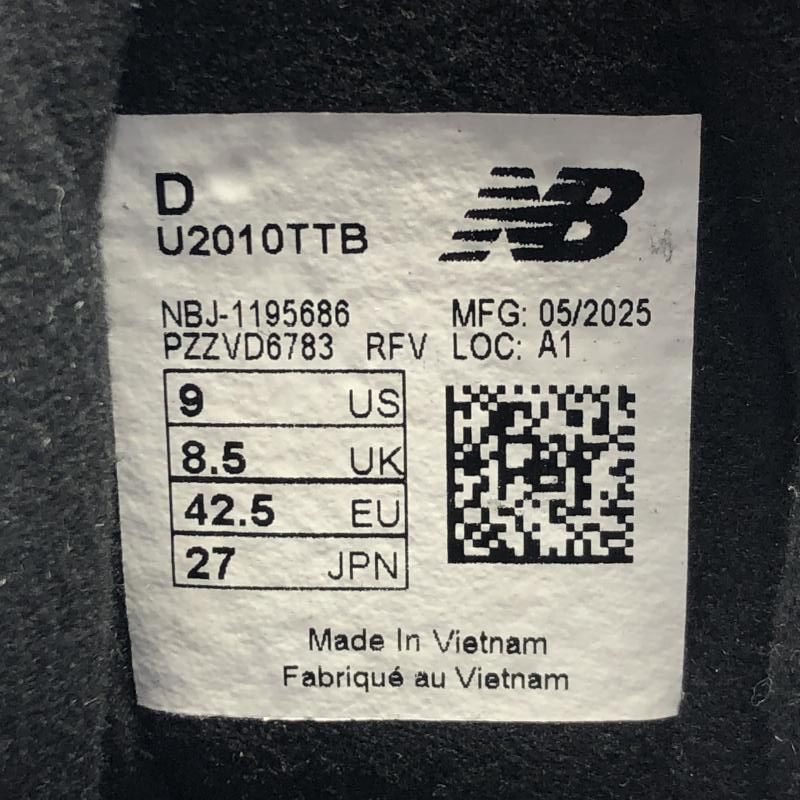 D
NB
U2010TTB
NBJ-1195686 MFG: 05/2025
PZZVD6783 RFV LOC: A1
9 US
8.5 UK
42.5 EU
27 JPN
Made In Vietnam
Fabriqué au Vietnam